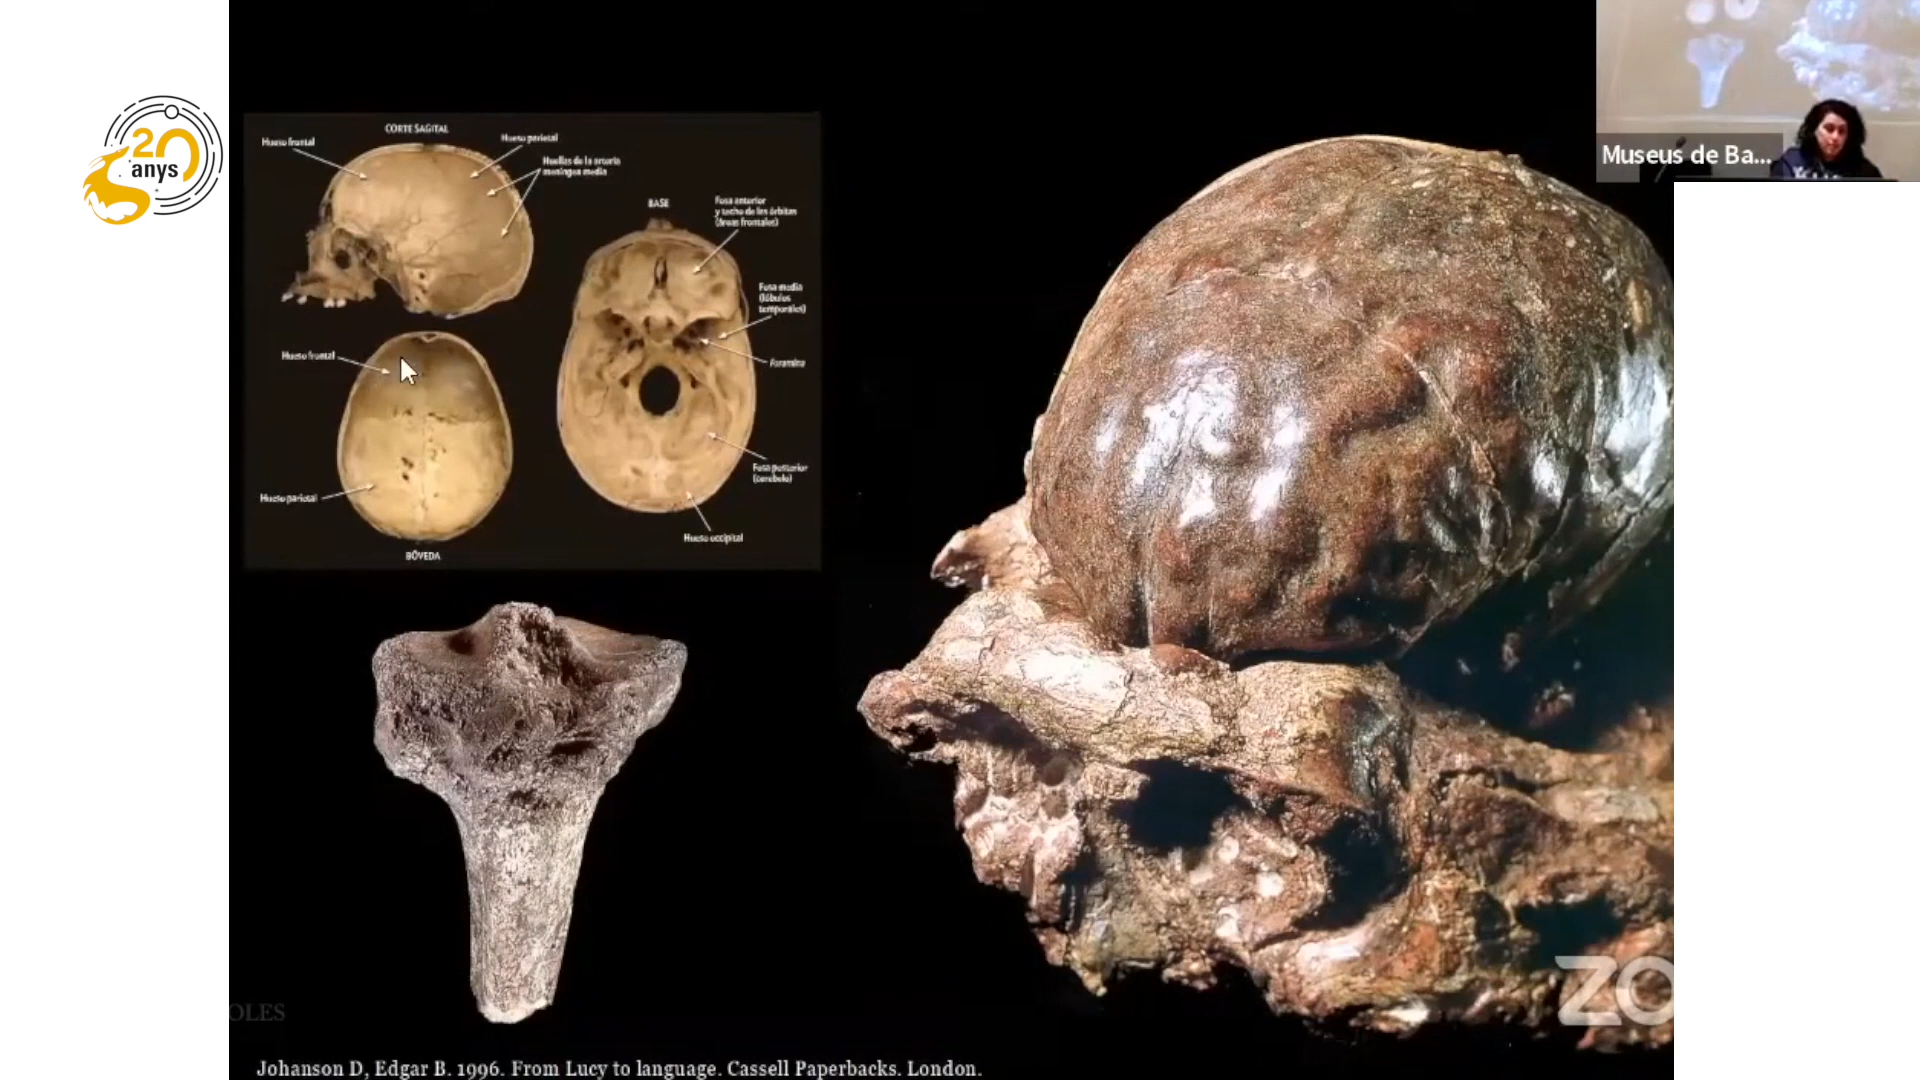 20
anys
CORTE SAGITAL
Hueso frontal
Hueso parietal
Huellas de la arteria
meníngea media
BASE
Fosa anterior
y techo de las órbitas
(áreas frontales)
Fosa media
(lóbulos
temporales)
Foramina
Hueso frontal
Hueso parietal
Fosa posterior
(cerebelo)
Hueso occipital
BÓVEDA
Museus de Ba...
OLES
ZO
Johanson D, Edgar B. 1996. From Lucy to language. Cassell Paperbacks. London.